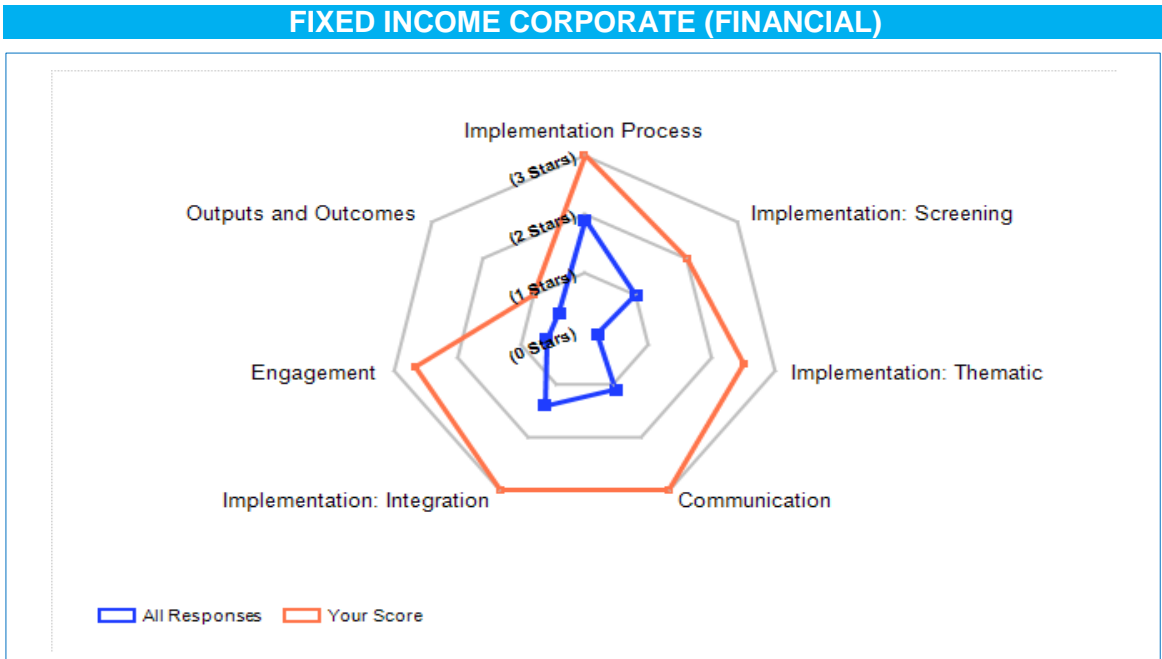 FIXED INCOME CORPORATE (FINANCIAL)
Implementation Process
(3 Stars)
Outputs and Outcomes
Implementation: Screening
(2 Stars)
(1 Stars)
(0 Stars)
Engagement
Implementation: Thematic
Implementation: Integration
Communication
All Responses
Your Score